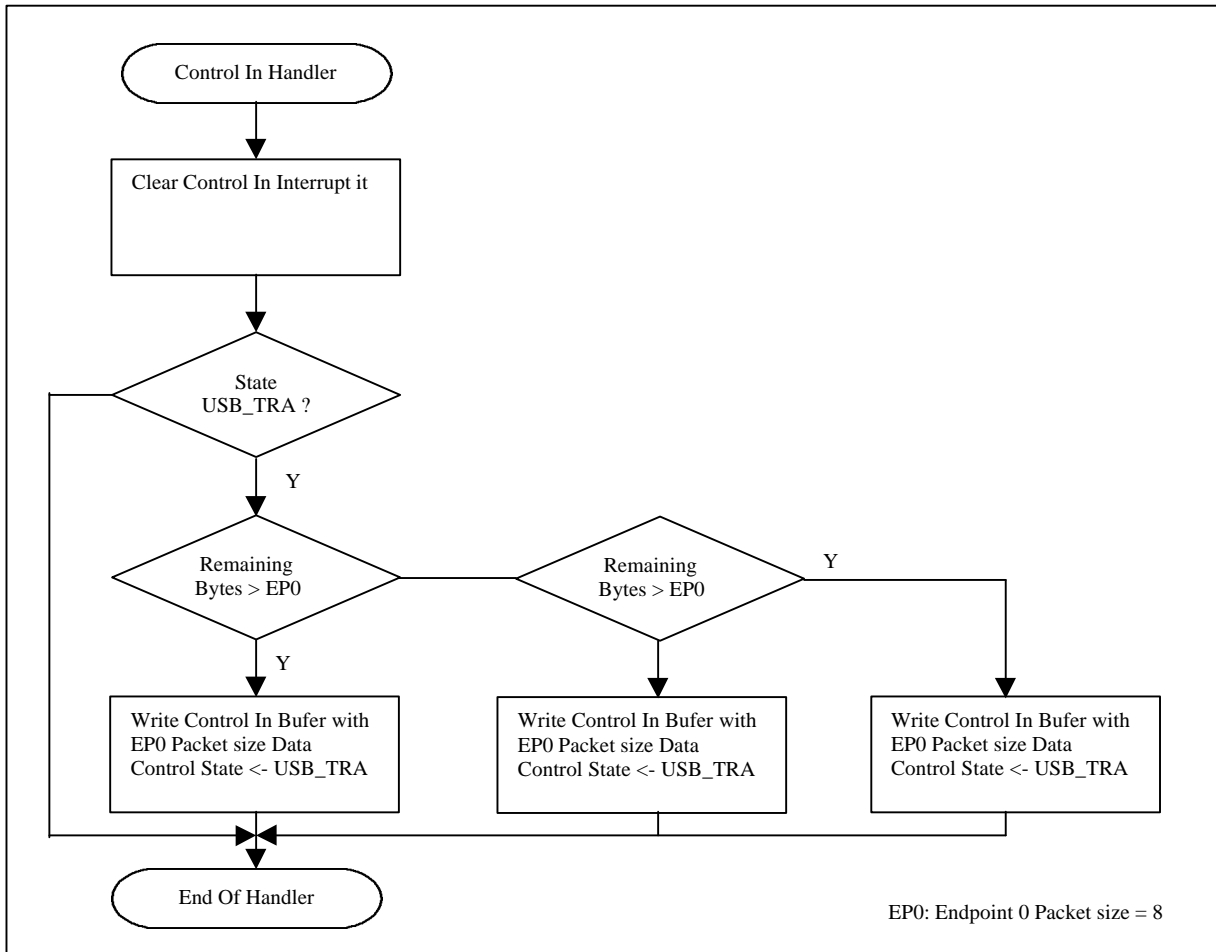 Control In Handler
Clear Control In Interrupt it
State
USB_TRA ?
Y
Remaining
Bytes > EP0
Remaining
Bytes > EP0
Y
Y
Write Control In Bufer with
EP0 Packet size Data
Control State <- USB_TRA
Write Control In Bufer with
EP0 Packet size Data
Control State <- USB_TRA
Write Control In Bufer with
EP0 Packet size Data
Control State <- USB_TRA
End Of Handler
EP0: Endpoint 0 Packet size = 8